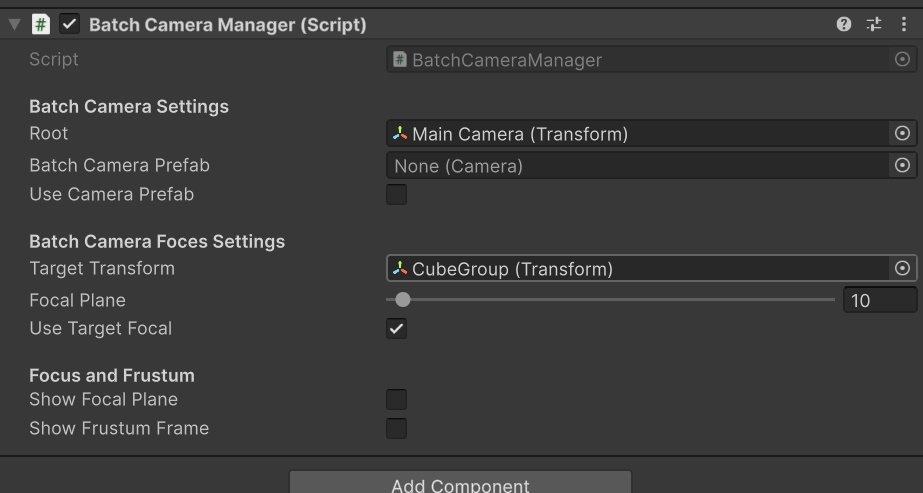 Batch Camera Manager (Script)
Script
BatchCameraManager
Batch Camera Settings
Root
Main Camera (Transform)
Batch Camera Prefab
None (Camera)
Use Camera Prefab
Batch Camera Foces Settings
Target Transform
CubeGroup (Transform)
Focal Plane
10
Use Target Focal
Focus and Frustum
Show Focal Plane
Show Frustum Frame
Add Component